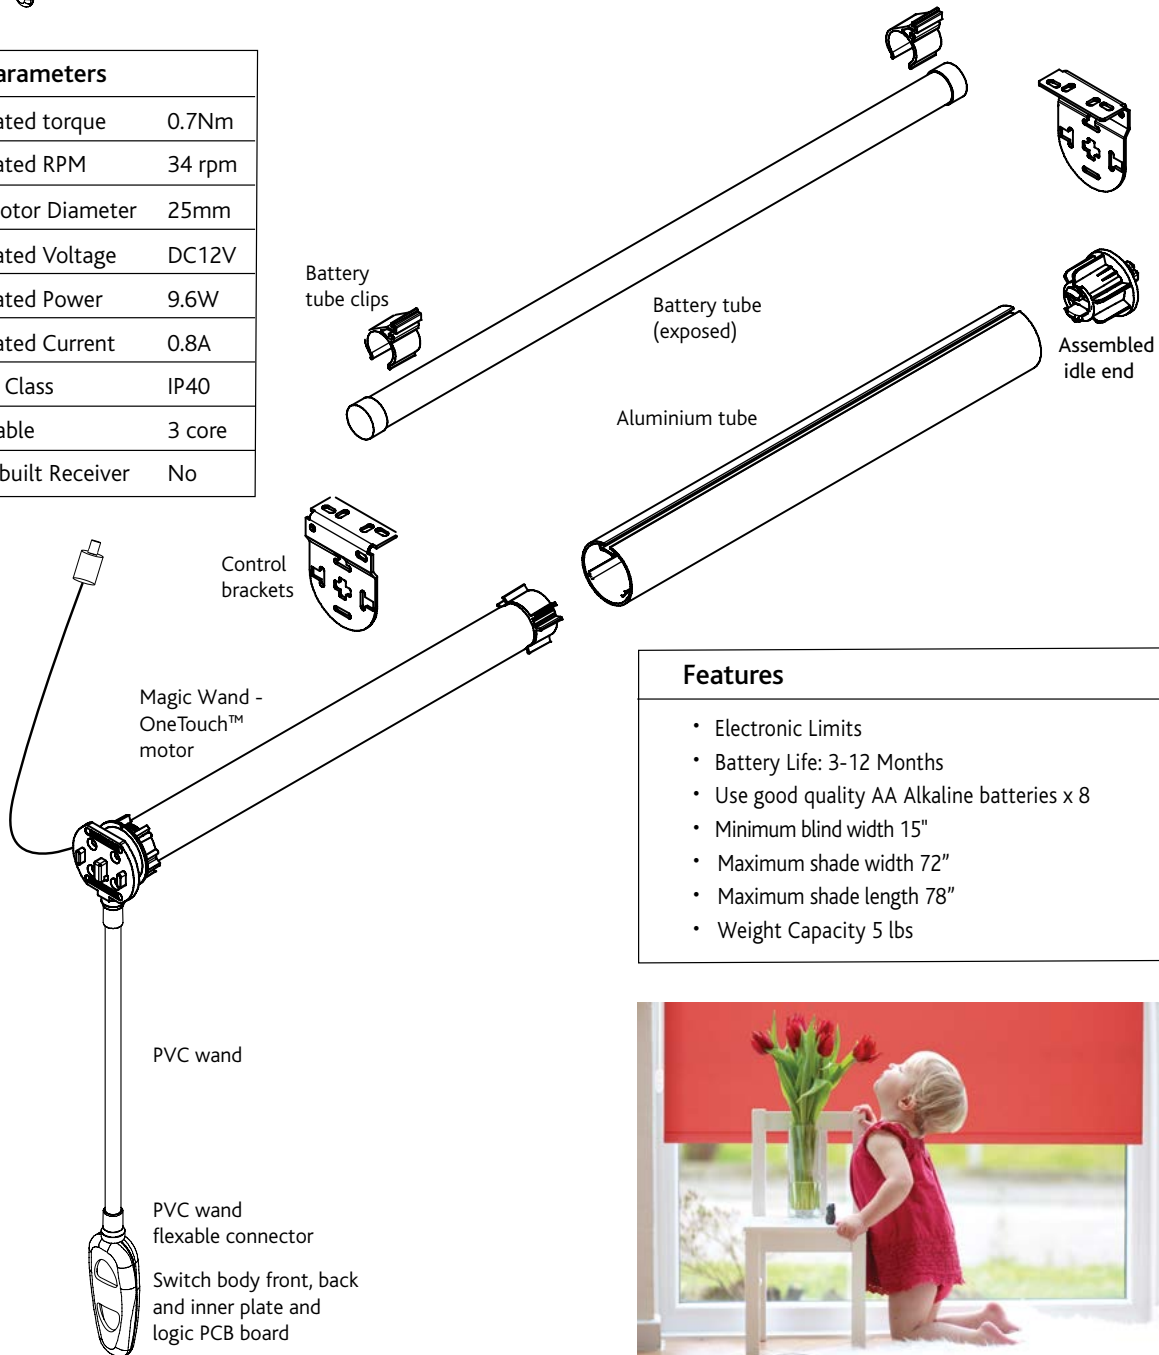 arameters
ated torque 0.7Nm
ated RPM 34 rpm
otor Diameter 25mm
ated Voltage DC12V
ated Power 9.6W
ated Current 0.8A
Class IP40
able 3 core
built Receiver No
Battery
tube clips
Battery tube
(exposed)
Assembled
idle end
Aluminium tube
Control
brackets
Magic Wand -
OneTouch™
motor
Features
• Electronic Limits
• Battery Life: 3-12 Months
• Use good quality AA Alkaline batteries x 8
• Minimum blind width 15"
• Maximum shade width 72”
• Maximum shade length 78”
• Weight Capacity 5 lbs
PVC wand
PVC wand
flexable connector
Switch body front, back
and inner plate and
logic PCB board